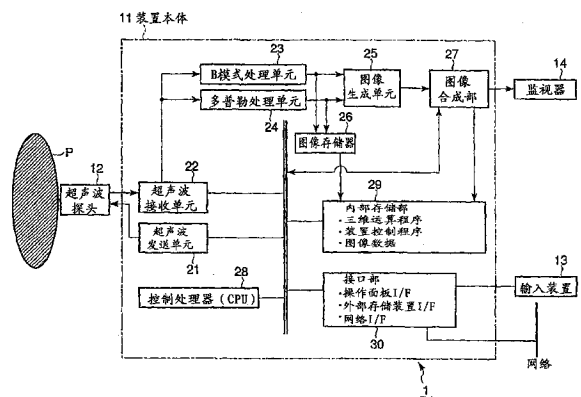 11 装置本体
23
B模式处理单元
多普勒处理单元
24
25
图像
生成单元
27
图像
合成部
14
监视器
26
图像存储器
P
12
超声波
探头
22
超声波
接收单元
超声波
发送单元
21
29
内部存储部
·三维运算程序
·装置控制程序
·图像数据
28
控制处理器(CPU)
接口部
·操作面板I/F
·外部存储装置I/F
·网络I/F
30
13
输入装置
网络
1